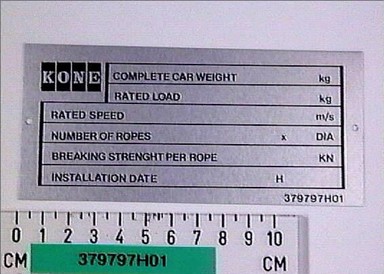 KONE
COMPLETE CAR WEIGHT kg
RATED LOAD kg
RATED SPEED m/s
NUMBER OF ROPES x DIA
BREAKING STRENGHT PER ROPE KN
INSTALLATION DATE H
379797H01
0 1 2 3 4 5 6 7 8 9 10
CM 379797H01 CM